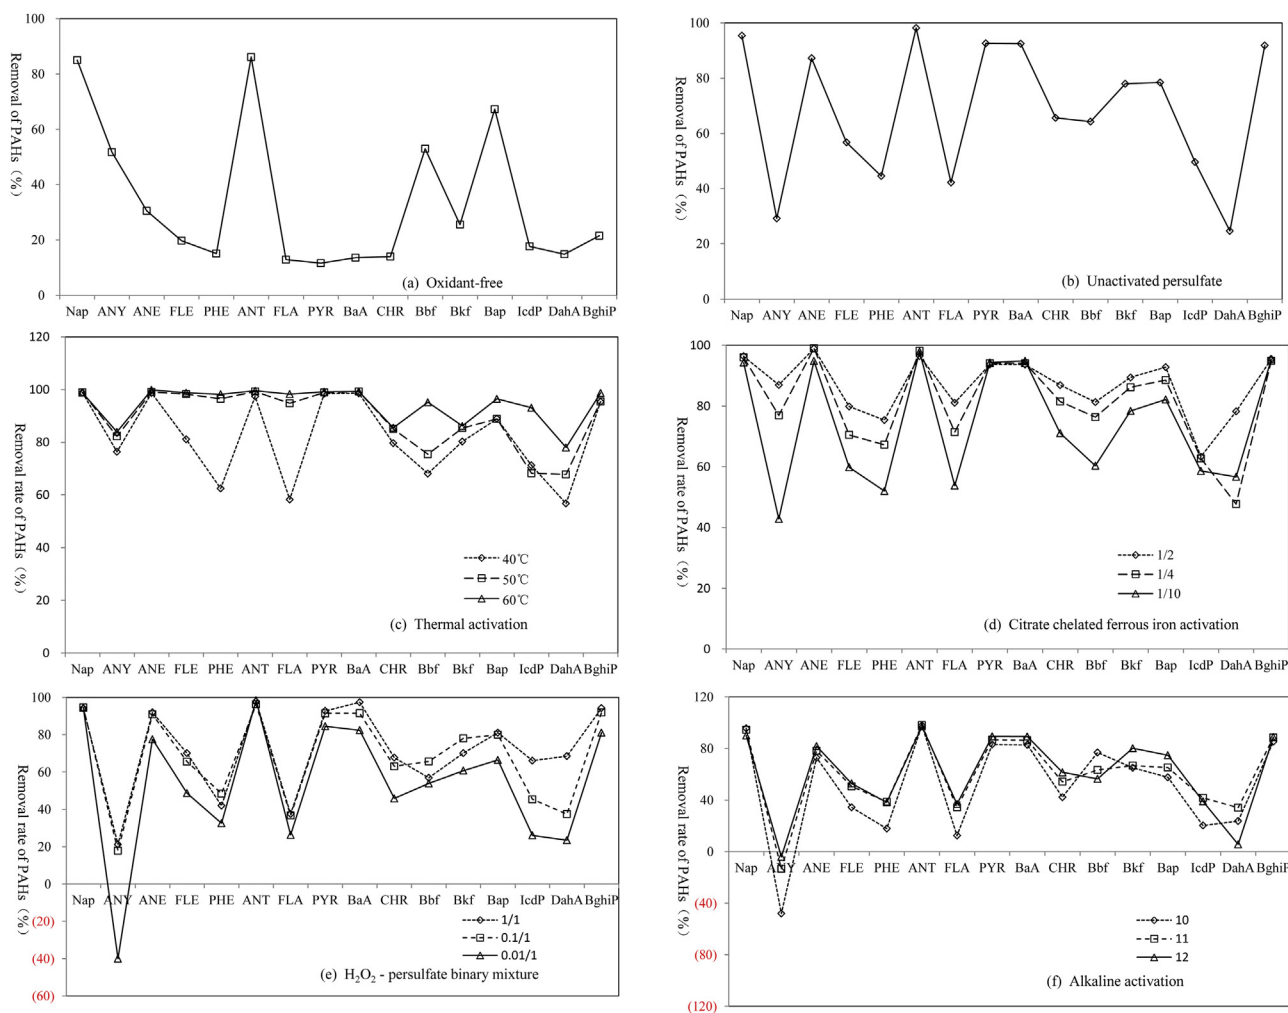 Removal of PAHs (%)
100
80
60
40
20
0
(a) Oxidant-free
Nap ANY ANE FLE PHE ANT FLA PYR BaA CHR Bbf Bkf Bap IcdP DahA BghiP
Removal of PAHs (%)
100
80
60
40
20
0
(b) Unactivated persulfate
Nap ANY ANE FLE PHE ANT FLA PYR BaA CHR Bbf Bkf Bap IcdP DahA BghiP
Removal rate of PAHs (%)
120
100
80
60
40
20
0
40℃
50℃
60℃
(c) Thermal activation
Nap ANY ANE FLE PHE ANT FLA PYR BaA CHR Bbf Bkf Bap IcdP DahA BghiP
Removal rate of PAHs (%)
100
80
60
40
20
0
1/2
1/4
1/10
(d) Citrate chelated ferrous iron activation
Nap ANY ANE FLE PHE ANT FLA PYR BaA CHR Bbf Bkf Bap IcdP DahA BghiP
Removal rate of PAHs (%)
100
80
60
40
20
0
(20)
(40)
(60)
Nap ANY ANE FLE PHE ANT FLA PYR BaA CHR Bbf Bkf Bap IcdP DahA BghiP
1/1
0.1/1
0.01/1
(e) H₂O₂ - persulfate binary mixture
Removal rate of PAHs (%)
120
80
40
0
(40)
(80)
(120)
Nap ANY ANE FLE PHE ANT FLA PYR BaA CHR Bbf Bkf Bap IcdP DahA BghiP
10
11
12
(f) Alkaline activation